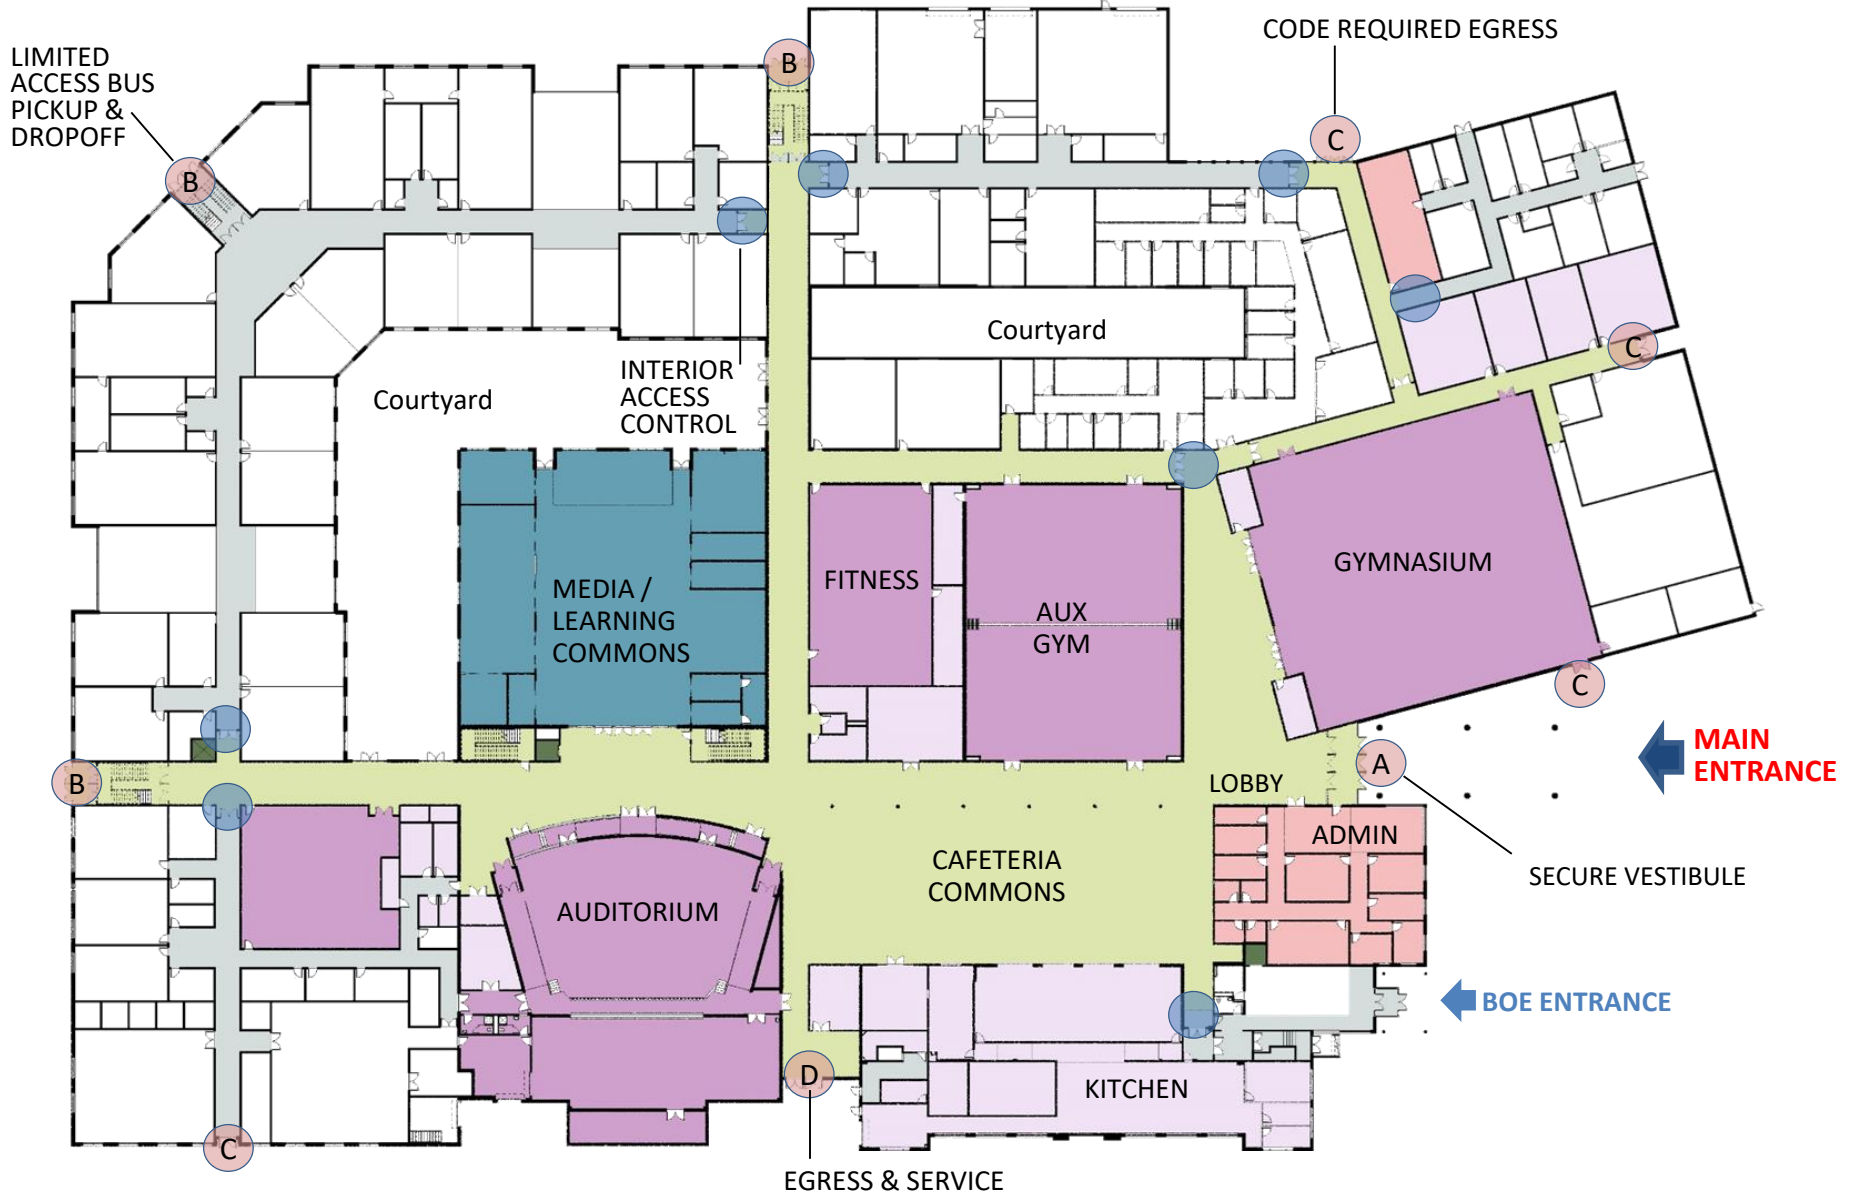 CODE REQUIRED EGRESS
LIMITED
ACCESS BUS
PICKUP &
DROPOFF
B
B
C
Courtyard
C
INTERIOR
ACCESS
CONTROL
Courtyard
GYMNASIUM
FITNESS
MEDIA /
LEARNING
COMMONS
AUX
GYM
C
MAIN
ENTRANCE
A
B
LOBBY
ADMIN
CAFETERIA
COMMONS
SECURE VESTIBULE
AUDITORIUM
BOE ENTRANCE
D
KITCHEN
C
EGRESS & SERVICE